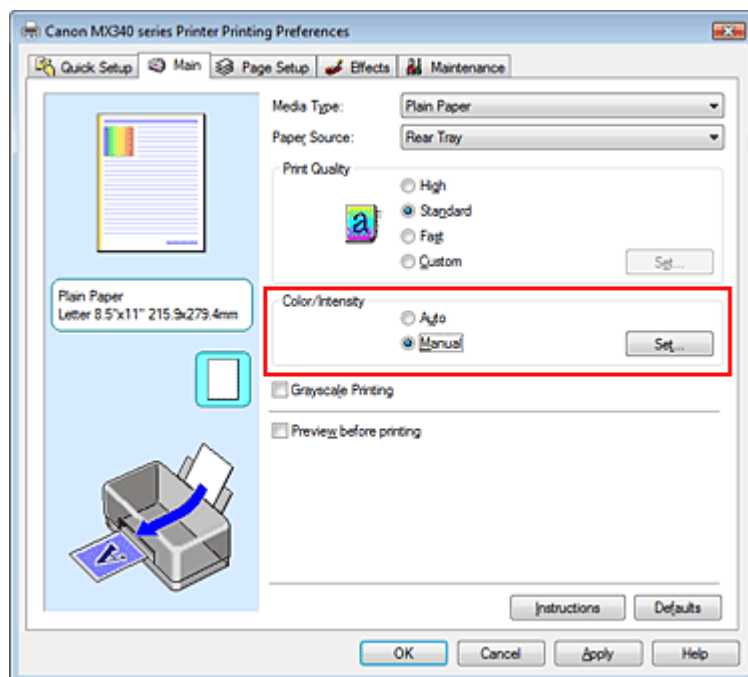 Canon MX340 series Printer Printing Preferences
Quick Setup Main Page Setup Effects Maintenance
Media Type: Plain Paper
Paper Source: Rear Tray
Print Quality
High
a Standard
Fast
Custom Set...
Plain Paper
Letter 8.5"x11" 215.9x279.4mm
Color/Intensity
Auto
Manual Set...
Grayscale Printing
Preview before printing
A
Instructions Defaults
OK Cancel Apply Help